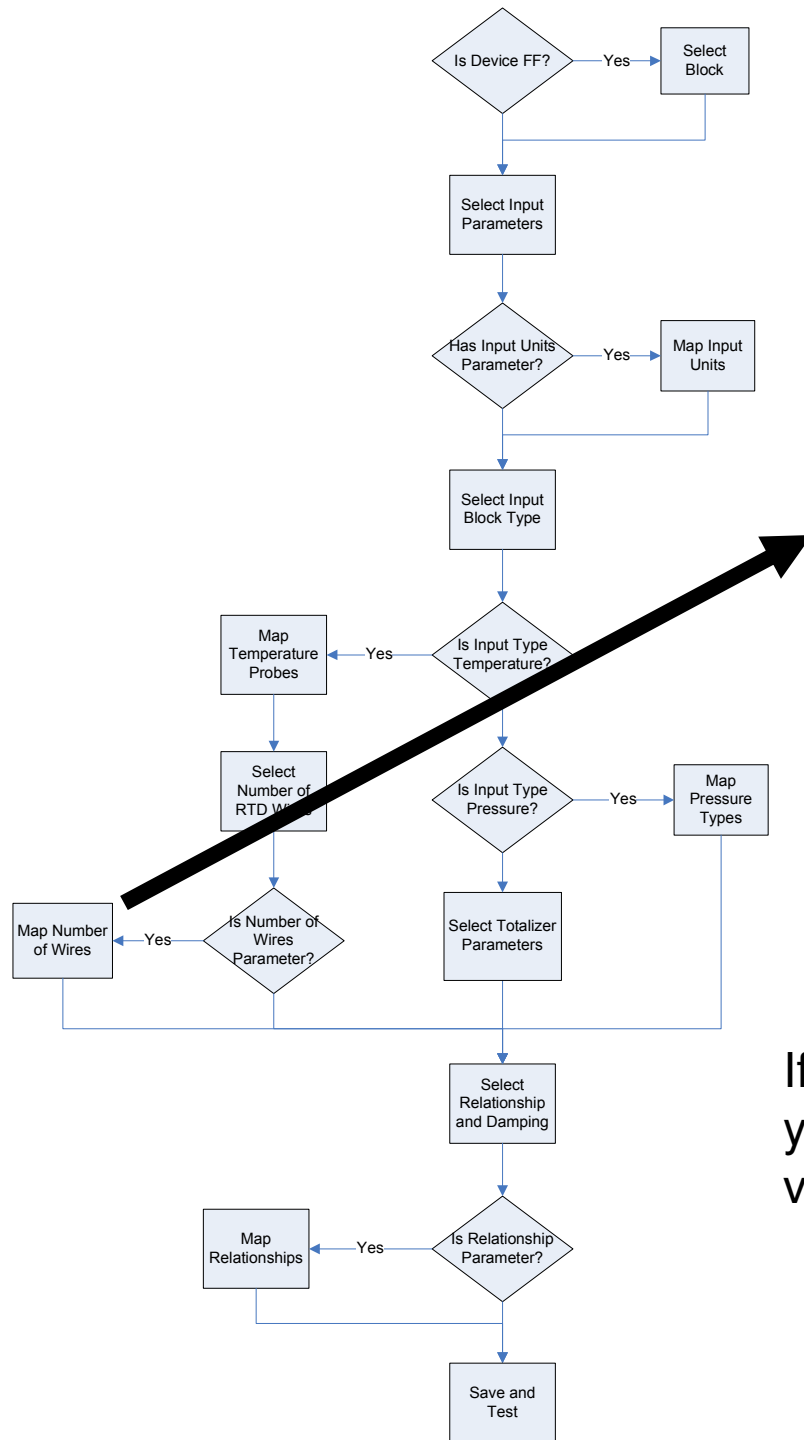 Is Device FF?
Yes
Select
Block
Select Input
Parameters
Has Input Units
Parameter?
Yes
Map Input
Units
Select Input
Block Type
Map
Temperature
Probes
Yes
Is Input Type
Temperature?
Select
Number of
RTD Wires
Is Input Type
Pressure?
Yes
Map
Pressure
Types
Map Number
of Wires
Yes
Is Number of
Wires
Parameter?
Select Totalizer
Parameters
If
y
v
Select
Relationship
and Damping
Map
Relationships
Yes
Is Relationship
Parameter?
Save and
Test